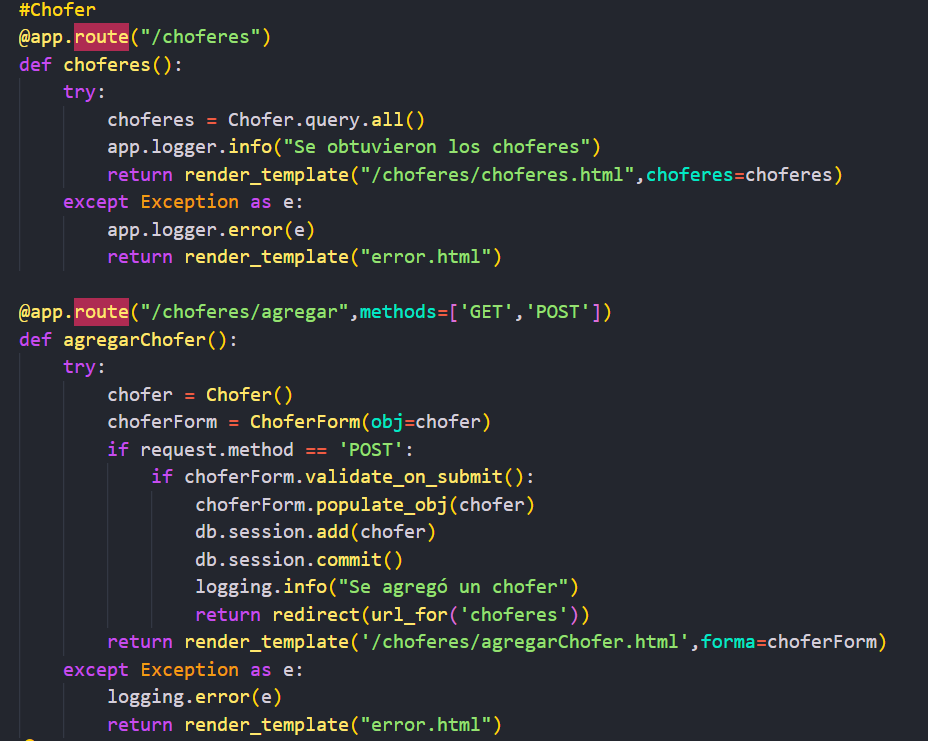 #Chofer
@app.route("/choferes")
def choferes():
    try:
        choferes = Chofer.query.all()
        app.logger.info("Se obtuvieron los choferes")
        return render_template("/choferes/choferes.html",choferes=choferes)
    except Exception as e:
        app.logger.error(e)
        return render_template("error.html")

@app.route("/choferes/agregar",methods=['GET','POST'])
def agregarChofer():
    try:
        chofer = Chofer()
        choferForm = ChoferForm(obj=chofer)
        if request.method == 'POST':
            if choferForm.validate_on_submit():
                choferForm.populate_obj(chofer)
                db.session.add(chofer)
                db.session.commit()
                logging.info("Se agregó un chofer")
                return redirect(url_for('choferes'))
        return render_template('/choferes/agregarChofer.html',forma=choferForm)
    except Exception as e:
        logging.error(e)
        return render_template("error.html")